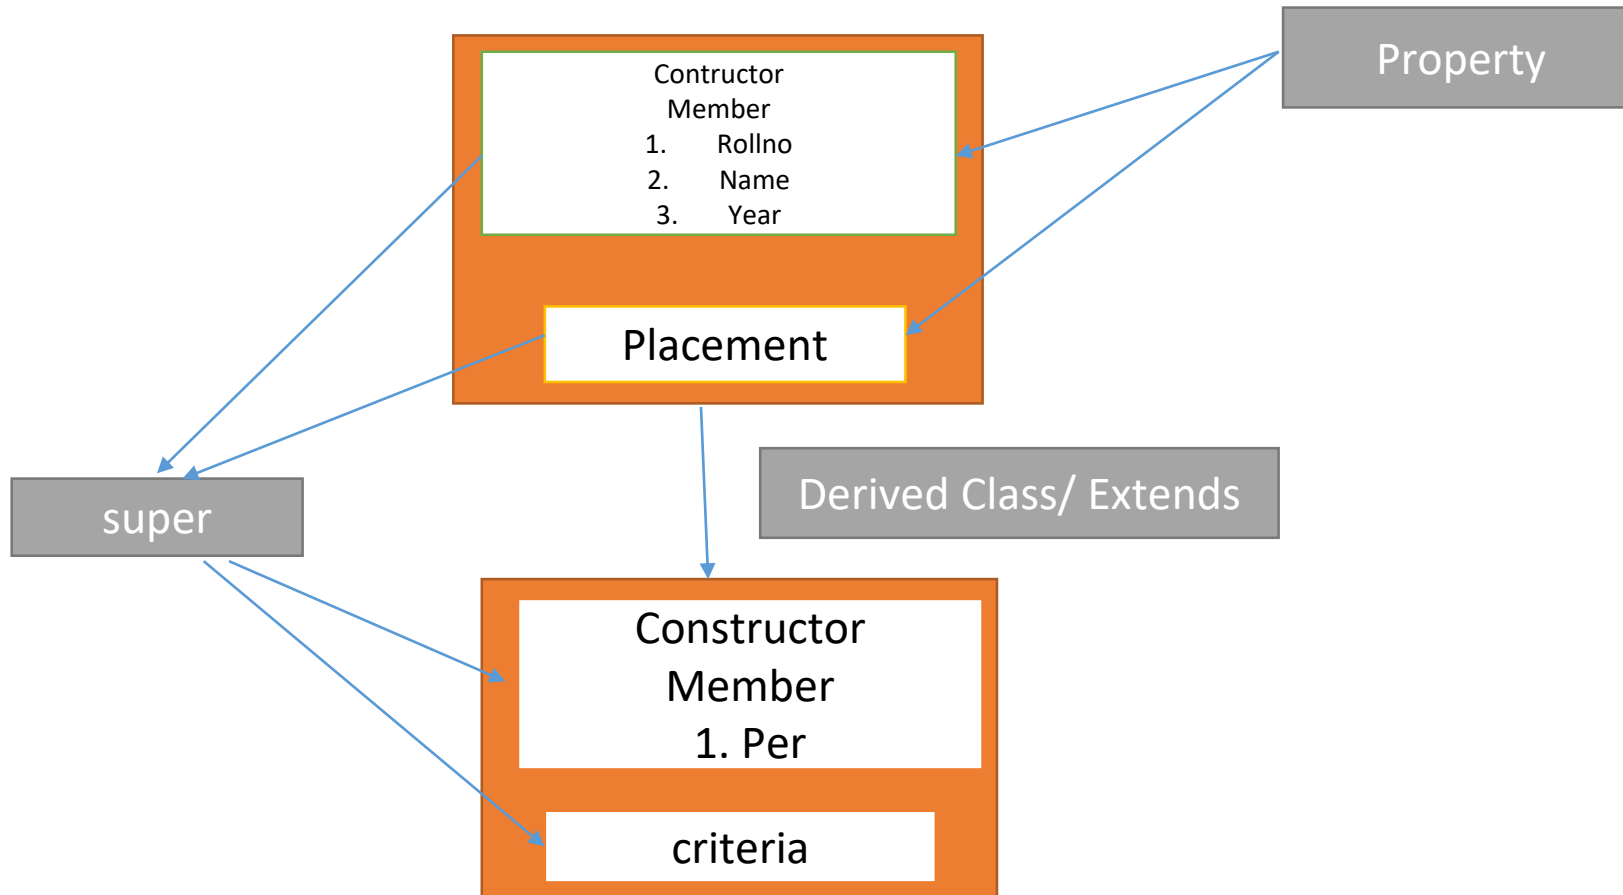 Property
Contructor
Member
1. Rollno
2. Name
3. Year
Placement
Derived Class/ Extends
super
Constructor
Member
1. Per
criteria